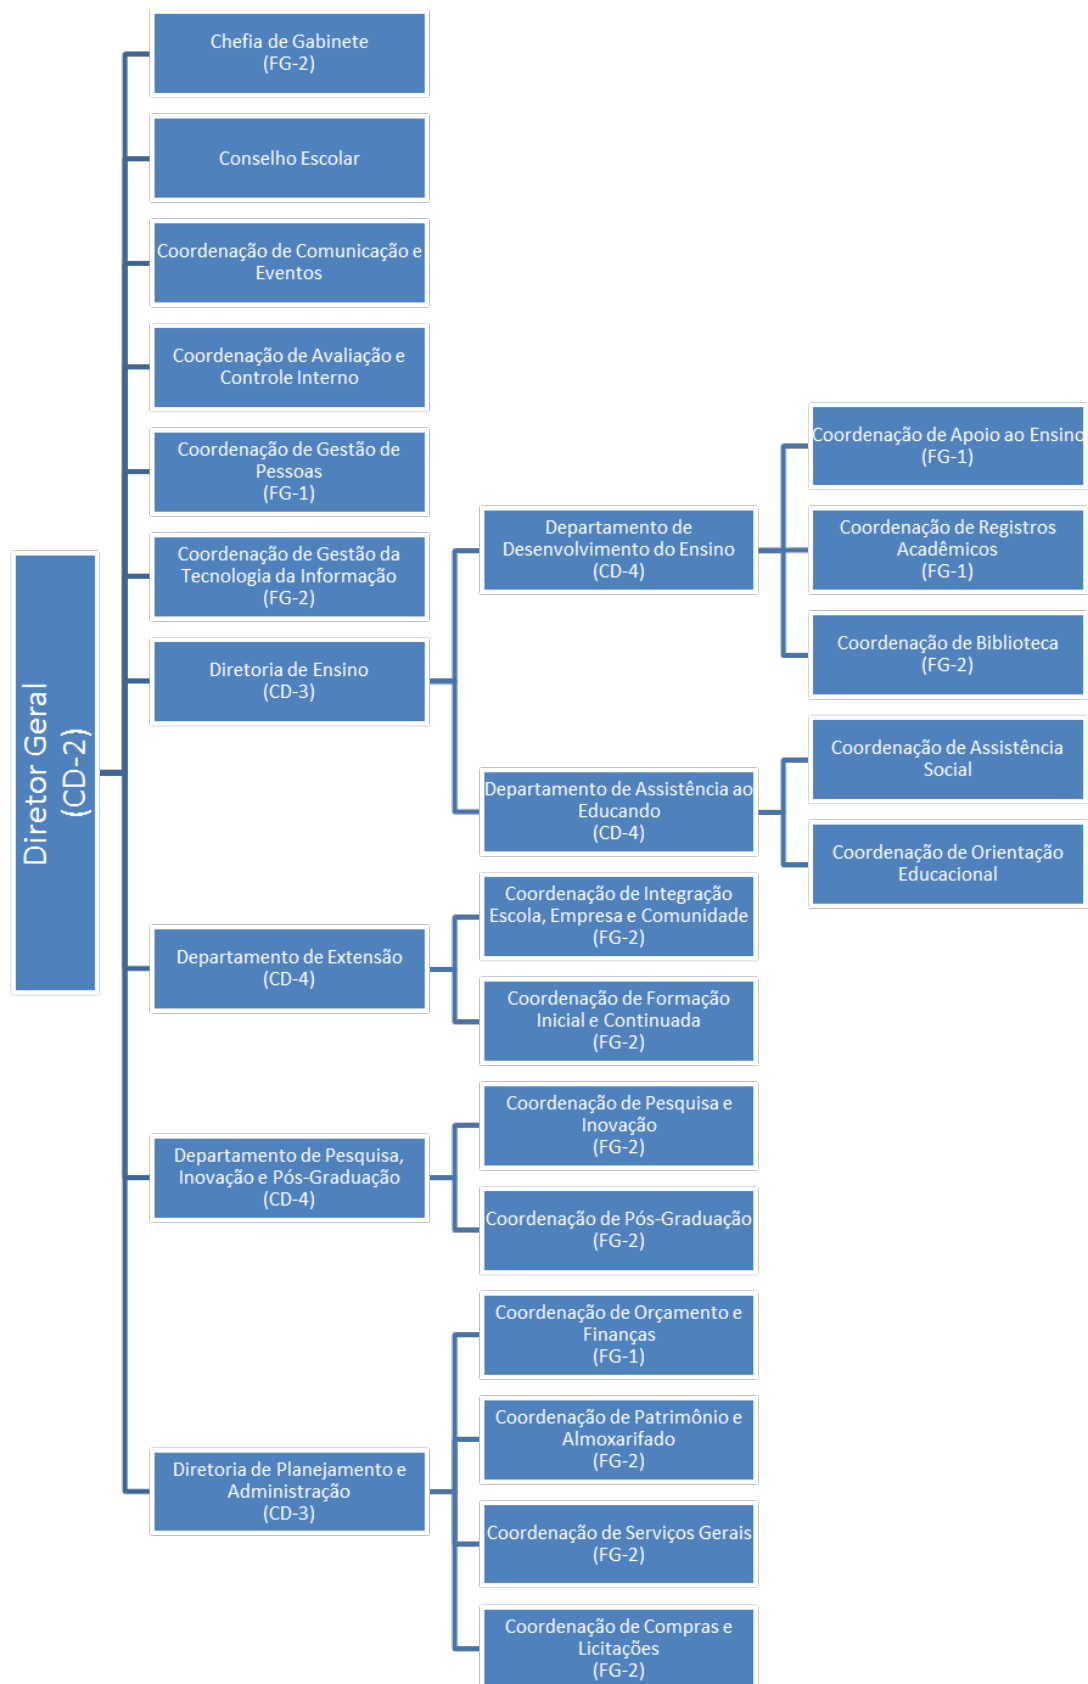 Diretor Geral
(CD-2)
Chefia de Gabinete
(FG-2)
Conselho Escolar
Coordenação de Comunicação e
Eventos
Coordenação de Avaliação e
Controle Interno
Coordenação de Gestão de
Pessoas
(FG-1)
Coordenação de Gestão da
Tecnologia da Informação
(FG-2)
Diretoria de Ensino
(CD-3)
Departamento de
Desenvolvimento do Ensino
(CD-4)
Coordenação de Apoio ao Ensino
(FG-1)
Coordenação de Registros
Acadêmicos
(FG-1)
Coordenação de Biblioteca
(FG-2)
Departamento de Assistência ao
Educando
(CD-4)
Coordenação de Assistência
Social
Coordenação de Orientação
Educacional
Departamento de Extensão
(CD-4)
Coordenação de Integração
Escola, Empresa e Comunidade
(FG-2)
Coordenação de Formação
Inicial e Continuada
(FG-2)
Departamento de Pesquisa,
Inovação e Pós-Graduação
(CD-4)
Coordenação de Pesquisa e
Inovação
(FG-2)
Coordenação de Pós-Graduação
(FG-2)
Diretoria de Planejamento e
Administração
(CD-3)
Coordenação de Orçamento e
Finanças
(FG-1)
Coordenação de Patrimônio e
Almoxarifado
(FG-2)
Coordenação de Serviços Gerais
(FG-2)
Coordenação de Compras e
Licitações
(FG-2)